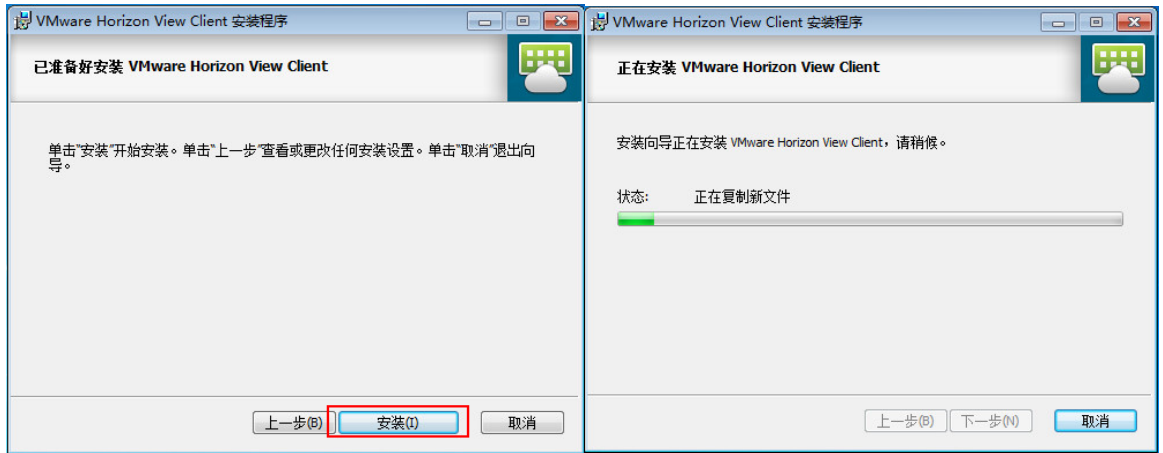 VMware Horizon View Client 安装程序
已准备好安装 VMware Horizon View Client
单击"安装"开始安装。单击"上一步"查看或更改任何安装设置。单击"取消"退出向
导。
上一步(B)
安装(I)
取消
VMware Horizon View Client 安装程序
正在安装 VMware Horizon View Client
安装向导正在安装 VMware Horizon View Client,请稍候。
状态: 正在复制新文件
上一步(B)
下一步(N)
取消